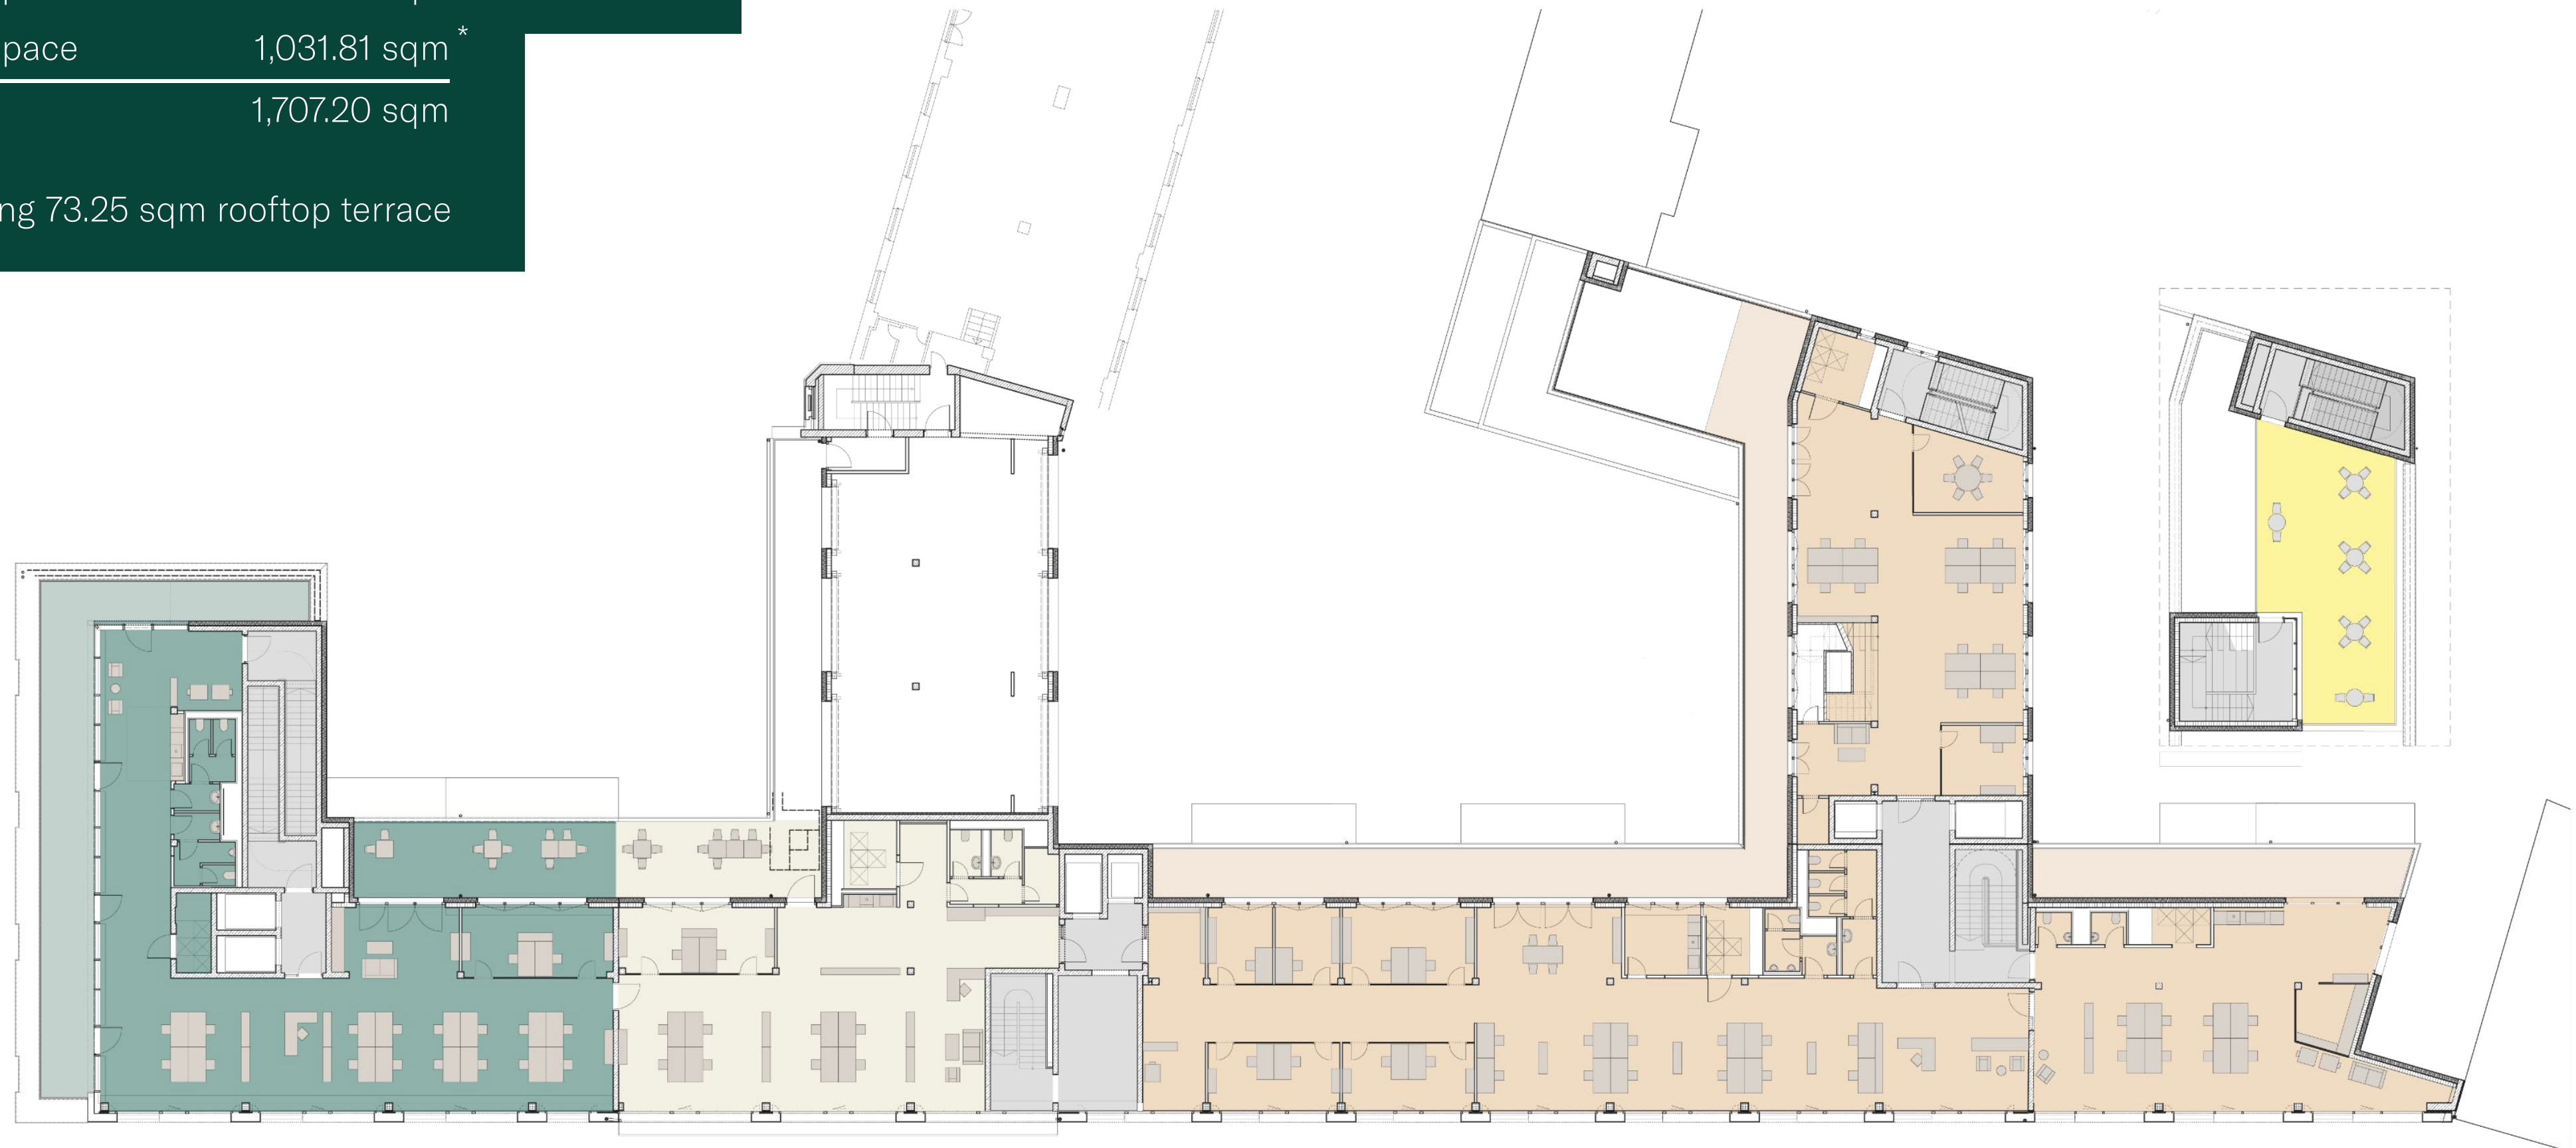 pace 1,031.81 sqm *
1,707.20 sqm
ng 73.25 sqm rooftop terrace